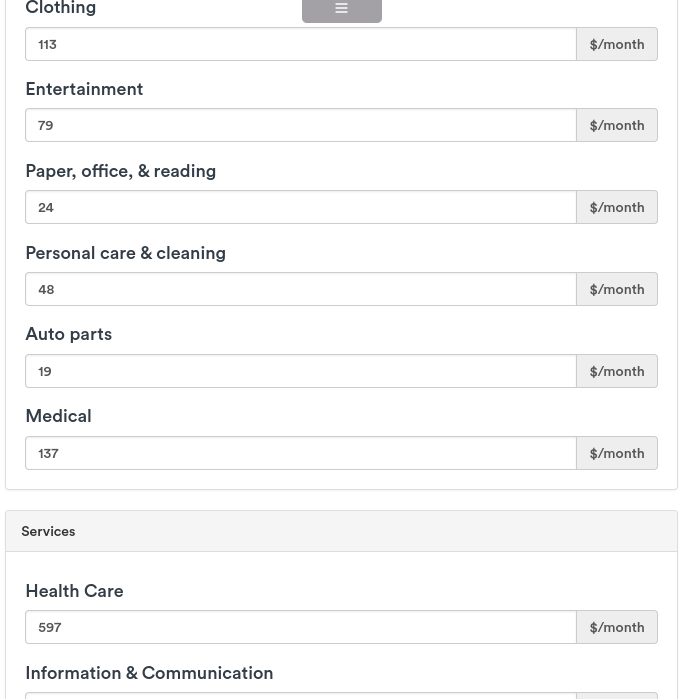 Clothing
113 $/month
Entertainment
79 $/month
Paper, office, & reading
24 $/month
Personal care & cleaning
48 $/month
Auto parts
19 $/month
Medical
137 $/month
Services
Health Care
597 $/month
Information & Communication